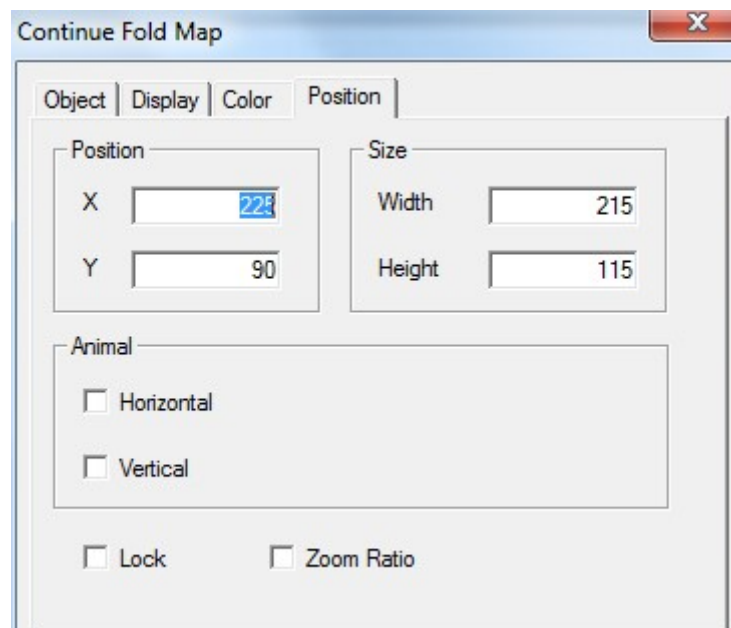 Continue Fold Map
Object Display Color Position
Position
X 225
Y 90
Size
Width 215
Height 115
Animal
Horizontal
Vertical
Lock Zoom Ratio